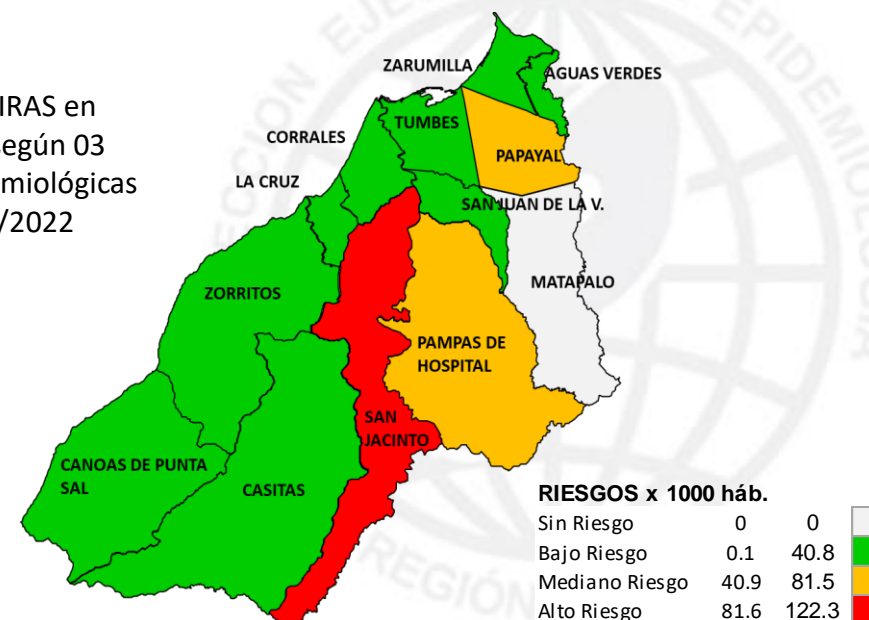 IRAS en
según 03
miológicas
/2022
ZARUMILLA
AGUAS VERDES
CORRALES
TUMBES
PAPAYAL
LA CRUZ
SAN JUAN DE LA V.
ZORRITOS
MATAPALO
PAMPAS DE
HOSPITAL
SAN
JACINTO
CANOAS DE PUNTA
SAL
CASITAS
RIESGOS x 1000 háb.
Sin Riesgo 0 0
Bajo Riesgo 0.1 40.8
Mediano Riesgo 40.9 81.5
Alto Riesgo 81.6 122.3
REGIÓN